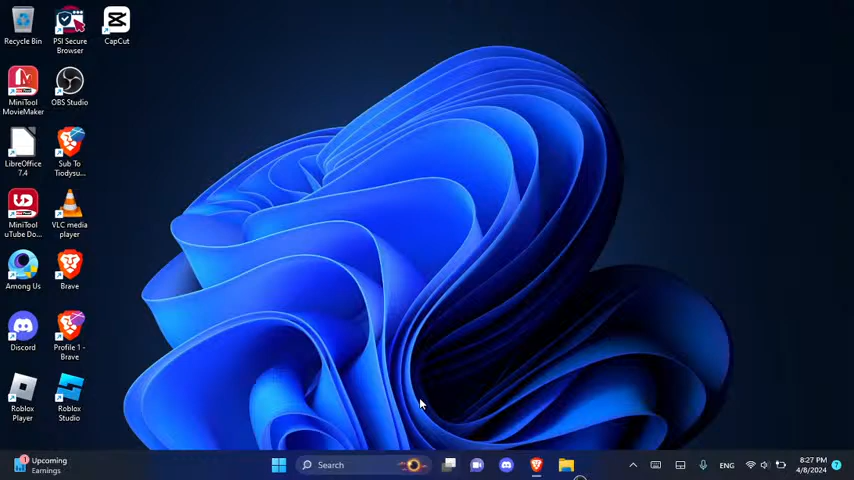 Recycle Bin
PSI Secure
Browser
CapCut
MiniTool
MovieMaker
OBS Studio
LibreOffice
7.4
Sub To
Tiodysu...
MiniTool
uTube Do...
VLC media
player
Among Us
Brave
Discord
Profile 1 -
Brave
Roblox
Player
Roblox
Studio
Upcoming
Earnings
Search
ENG
8:27 PM
4/8/2024